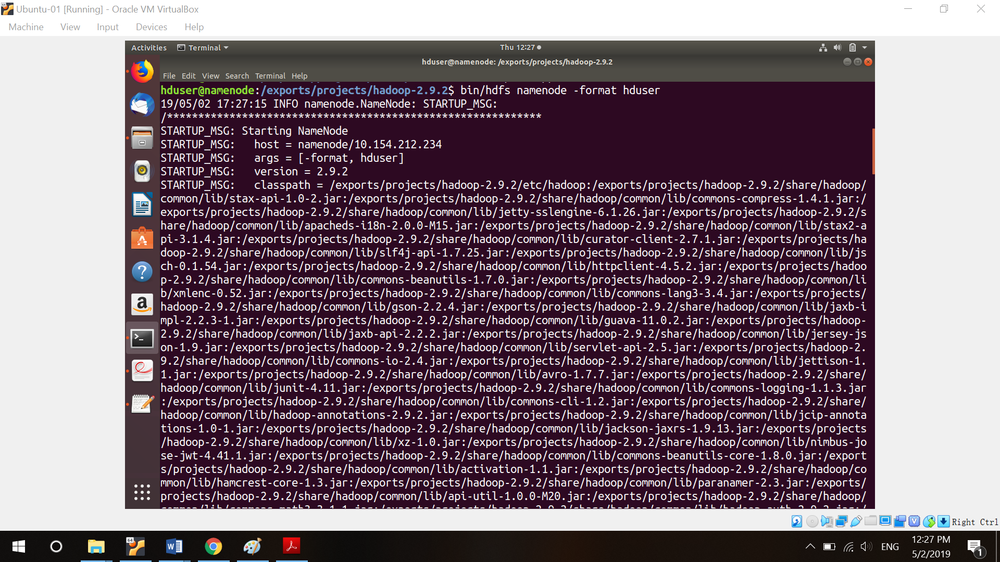 Ubuntu-01 [Running] - Oracle VM VirtualBox
Machine View Input Devices Help
Activities Terminal Thu 12:27
hduser@namenode: /exports/projects/hadoop-2.9.2
File Edit View Search Terminal Help
hduser@namenode:/exports/projects/hadoop-2.9.2$ bin/hdfs namenode -format hduser
19/05/02 17:27:15 INFO namenode.NameNode: STARTUP_MSG:
/************************************************************
STARTUP_MSG: Starting NameNode
STARTUP_MSG:   host = namenode/10.154.212.234
STARTUP_MSG:   args = [-format, hduser]
STARTUP_MSG:   version = 2.9.2
STARTUP_MSG:   classpath = /exports/projects/hadoop-2.9.2/etc/hadoop:/exports/projects/hadoop-2.9.2/share/hadoop/
common/lib/stax-api-1.0-2.jar:/exports/projects/hadoop-2.9.2/share/hadoop/common/lib/commons-compress-1.4.1.jar:/
exports/projects/hadoop-2.9.2/share/hadoop/common/lib/jetty-sslengine-6.1.26.jar:/exports/projects/hadoop-2.9.2/s
hare/hadoop/common/lib/apacheds-i18n-2.0.0-M15.jar:/exports/projects/hadoop-2.9.2/share/hadoop/common/lib/stax2-a
pi-3.1.4.jar:/exports/projects/hadoop-2.9.2/share/hadoop/common/lib/curator-client-2.7.1.jar:/exports/projects/ha
doop-2.9.2/share/hadoop/common/lib/slf4j-api-1.7.25.jar:/exports/projects/hadoop-2.9.2/share/hadoop/common/lib/js
ch-0.1.54.jar:/exports/projects/hadoop-2.9.2/share/hadoop/common/lib/httpclient-4.5.2.jar:/exports/projects/hadoo
p-2.9.2/share/hadoop/common/lib/commons-beanutils-1.7.0.jar:/exports/projects/hadoop-2.9.2/share/hadoop/common/li
b/xmlenc-0.52.jar:/exports/projects/hadoop-2.9.2/share/hadoop/common/lib/commons-lang3-3.4.jar:/exports/projects/
hadoop-2.9.2/share/hadoop/common/lib/gson-2.2.4.jar:/exports/projects/hadoop-2.9.2/share/hadoop/common/lib/jaxb-i
mpl-2.2.3-1.jar:/exports/projects/hadoop-2.9.2/share/hadoop/common/lib/guava-11.0.2.jar:/exports/projects/hadoop-
2.9.2/share/hadoop/common/lib/jaxb-api-2.2.2.jar:/exports/projects/hadoop-2.9.2/share/hadoop/common/lib/jersey-js
on-1.9.jar:/exports/projects/hadoop-2.9.2/share/hadoop/common/lib/servlet-api-2.5.jar:/exports/projects/hadoop-2.
9.2/share/hadoop/common/lib/commons-io-2.4.jar:/exports/projects/hadoop-2.9.2/share/hadoop/common/lib/jettison-1.
1.jar:/exports/projects/hadoop-2.9.2/share/hadoop/common/lib/avro-1.7.7.jar:/exports/projects/hadoop-2.9.2/share/
hadoop/common/lib/junit-4.11.jar:/exports/projects/hadoop-2.9.2/share/hadoop/common/lib/commons-logging-1.1.3.jar
:/exports/projects/hadoop-2.9.2/share/hadoop/common/lib/commons-cli-1.2.jar:/exports/projects/hadoop-2.9.2/share/
hadoop/common/lib/hadoop-annotations-2.9.2.jar:/exports/projects/hadoop-2.9.2/share/hadoop/common/lib/jcip-annota
tions-1.0-1.jar:/exports/projects/hadoop-2.9.2/share/hadoop/common/lib/jackson-jaxrs-1.9.13.jar:/exports/projects
/hadoop-2.9.2/share/hadoop/common/lib/xz-1.0.jar:/exports/projects/hadoop-2.9.2/share/hadoop/common/lib/nimbus-jo
se-jwt-4.41.1.jar:/exports/projects/hadoop-2.9.2/share/hadoop/common/lib/commons-beanutils-core-1.8.0.jar:/export
s/projects/hadoop-2.9.2/share/hadoop/common/lib/activation-1.1.jar:/exports/projects/hadoop-2.9.2/share/hadoop/co
mmon/lib/hamcrest-core-1.3.jar:/exports/projects/hadoop-2.9.2/share/hadoop/common/lib/paranamer-2.3.jar:/exports/
projects/hadoop-2.9.2/share/hadoop/common/lib/api-util-1.0.0-M20.jar:/exports/projects/hadoop-2.9.2/share/hadoop/
common/lib/commons-math3-3.1.1.jar:/exports/projects/hadoop-2.9.2/share/hadoop/common/lib/hadoop-auth-2.9.2.jar:/
Right Ctrl
64
ENG
12:27 PM
5/2/2019
1